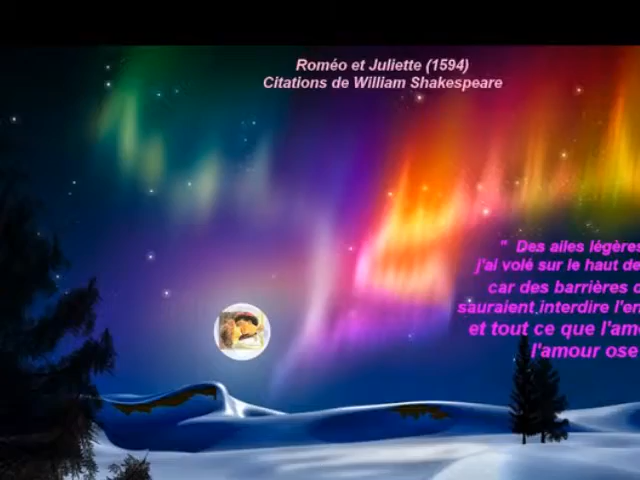 Roméo et Juliette (1594)
Citations de William Shakespeare
" Des ailes légères
j'ai volé sur le haut de
car des barrières
sauraient interdire l'en
et tout ce que l'am
l'amour ose